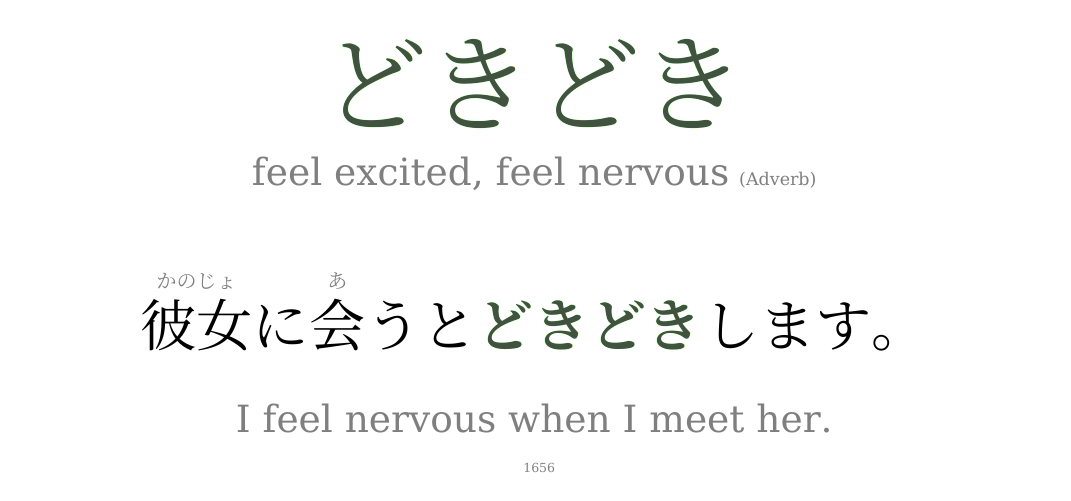 どきどき
feel excited, feel nervous (Adverb)
かのじょ あ
彼女に会うとどきどきします。
I feel nervous when I meet her.
1656